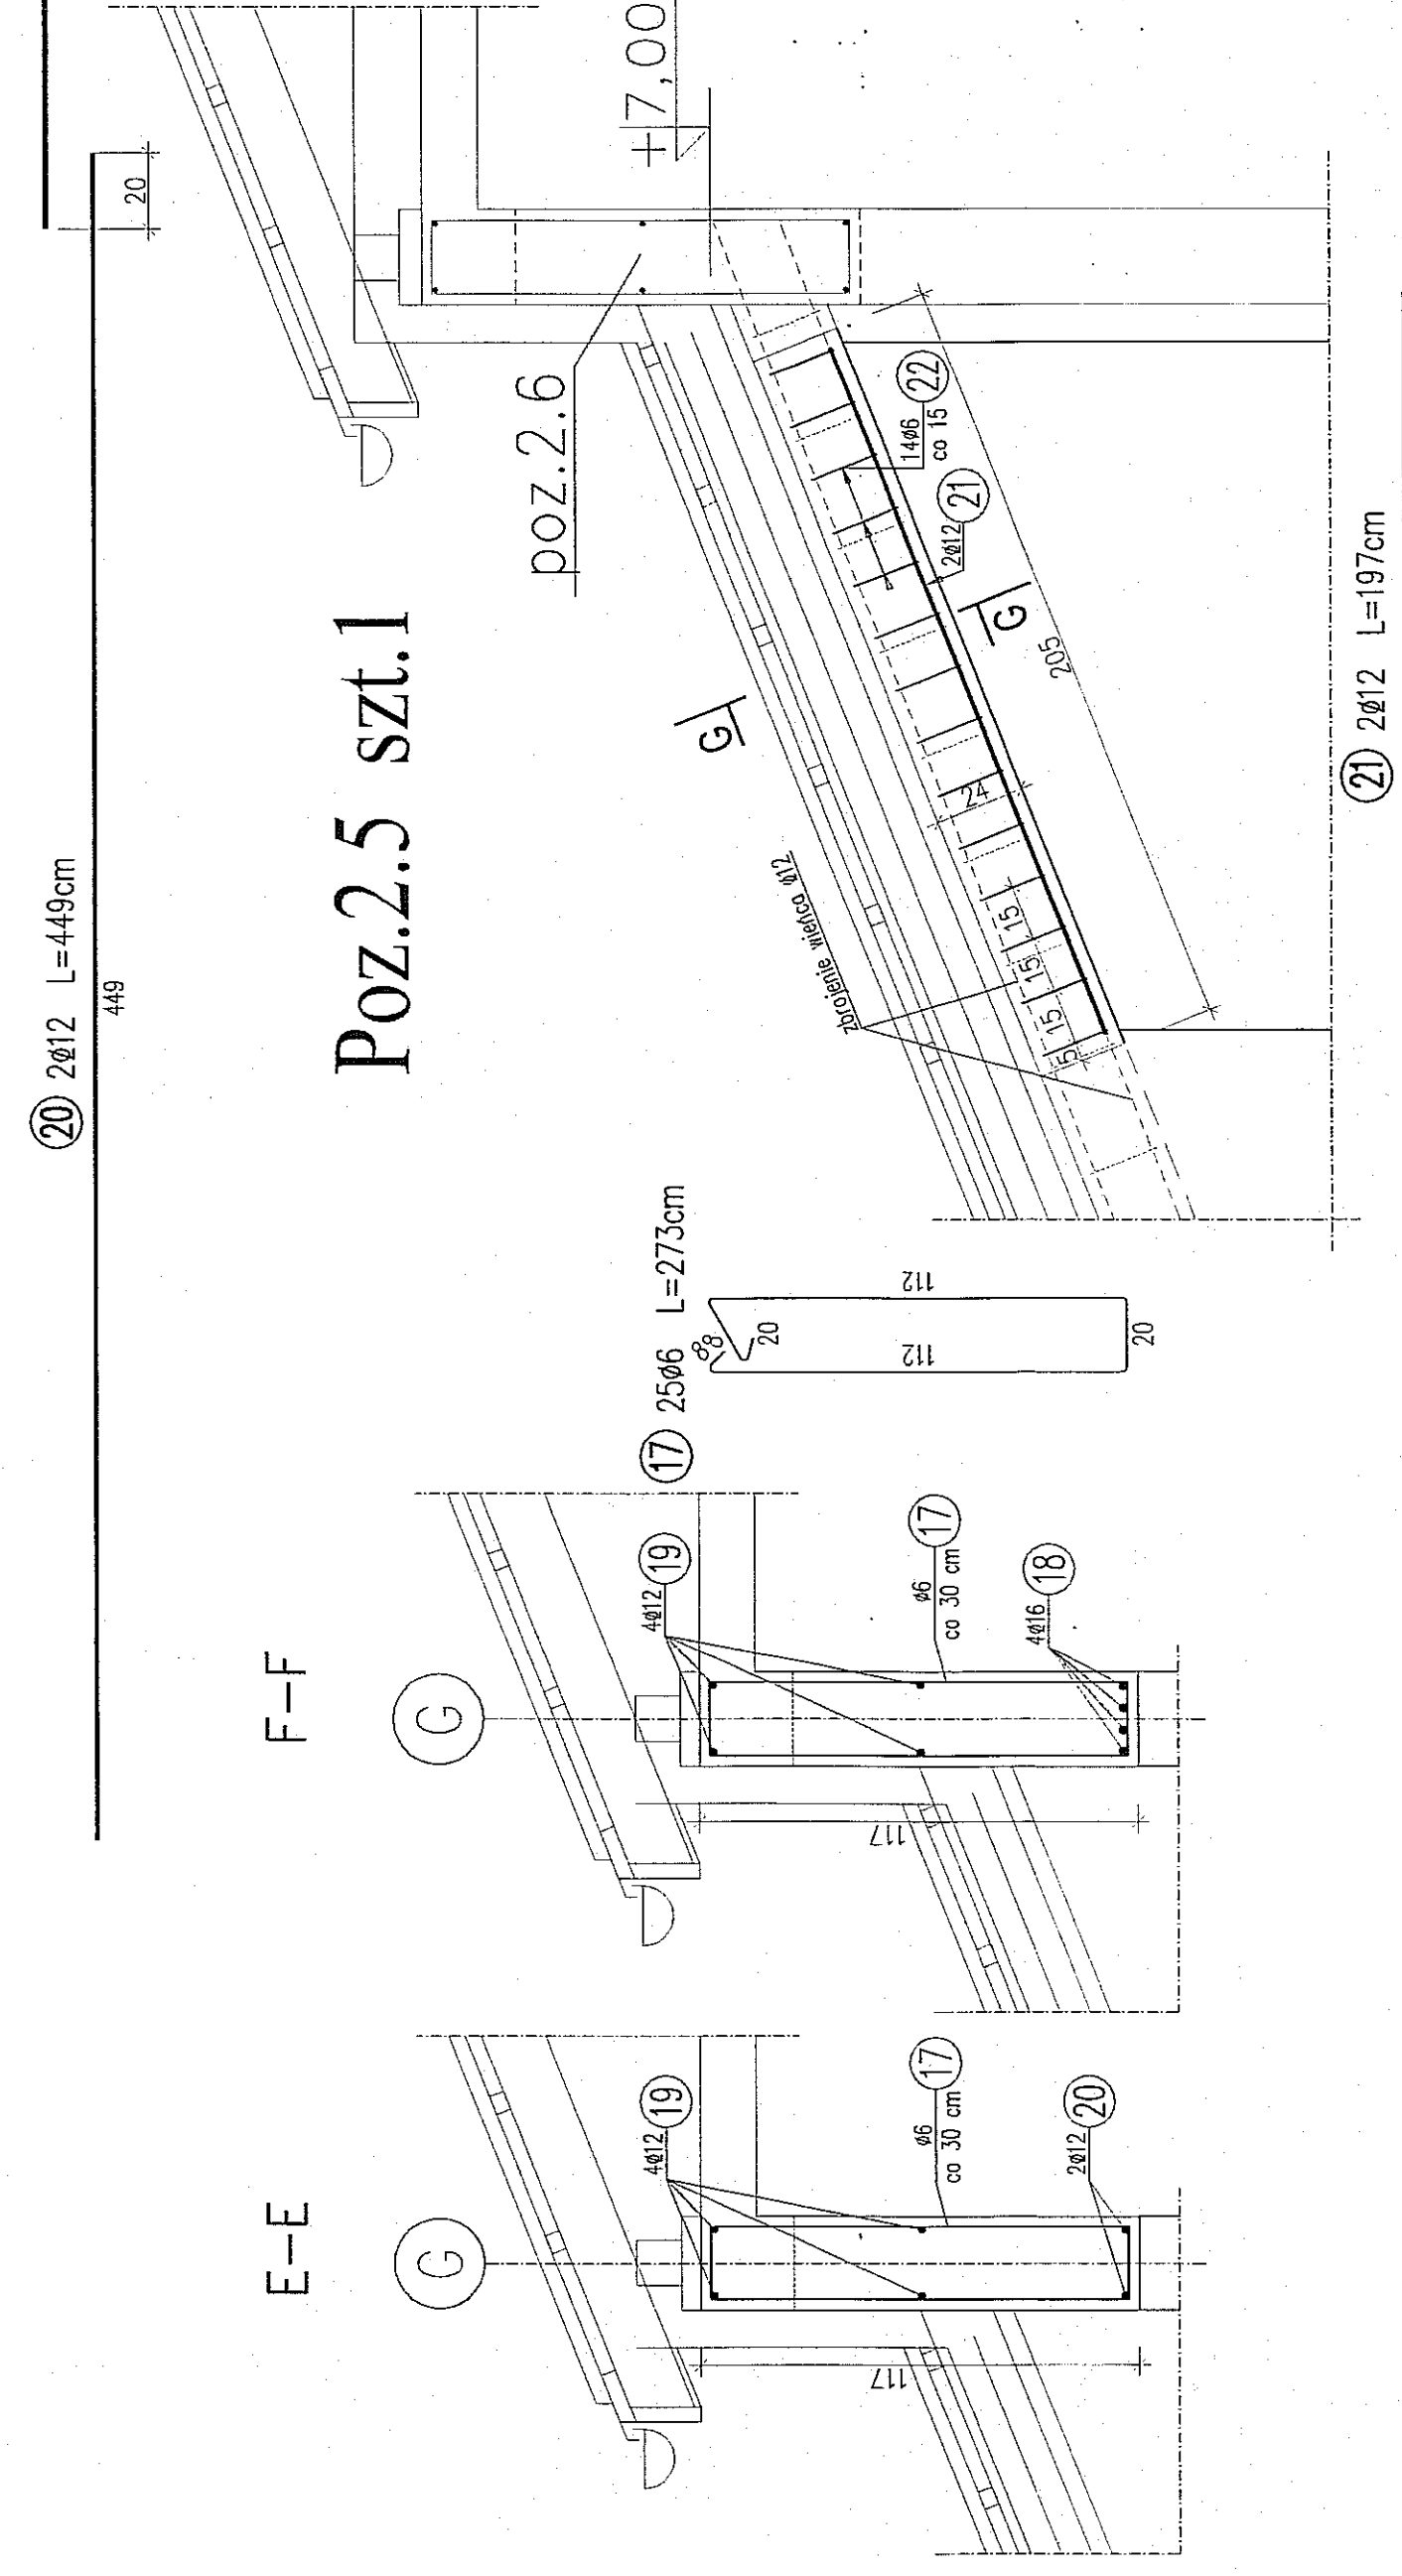 20 2ø12 L=449cm
449
20
E-E
G
4ø12 19
ø6 17
co 30 cm
2ø12 20
117
F-F
G
4ø12 19
ø6 17
co 30 cm
4ø16 18
117
17 25ø6 L=273cm
88
20
112
112
20
Poz.2.5 szt.1
poz.2.6
+7,00
G
G
zbrojenie wieńca ø12
14ø6 22
co 15
2ø12 21
24
205
5
15
15
15
21 2ø12 L=197cm